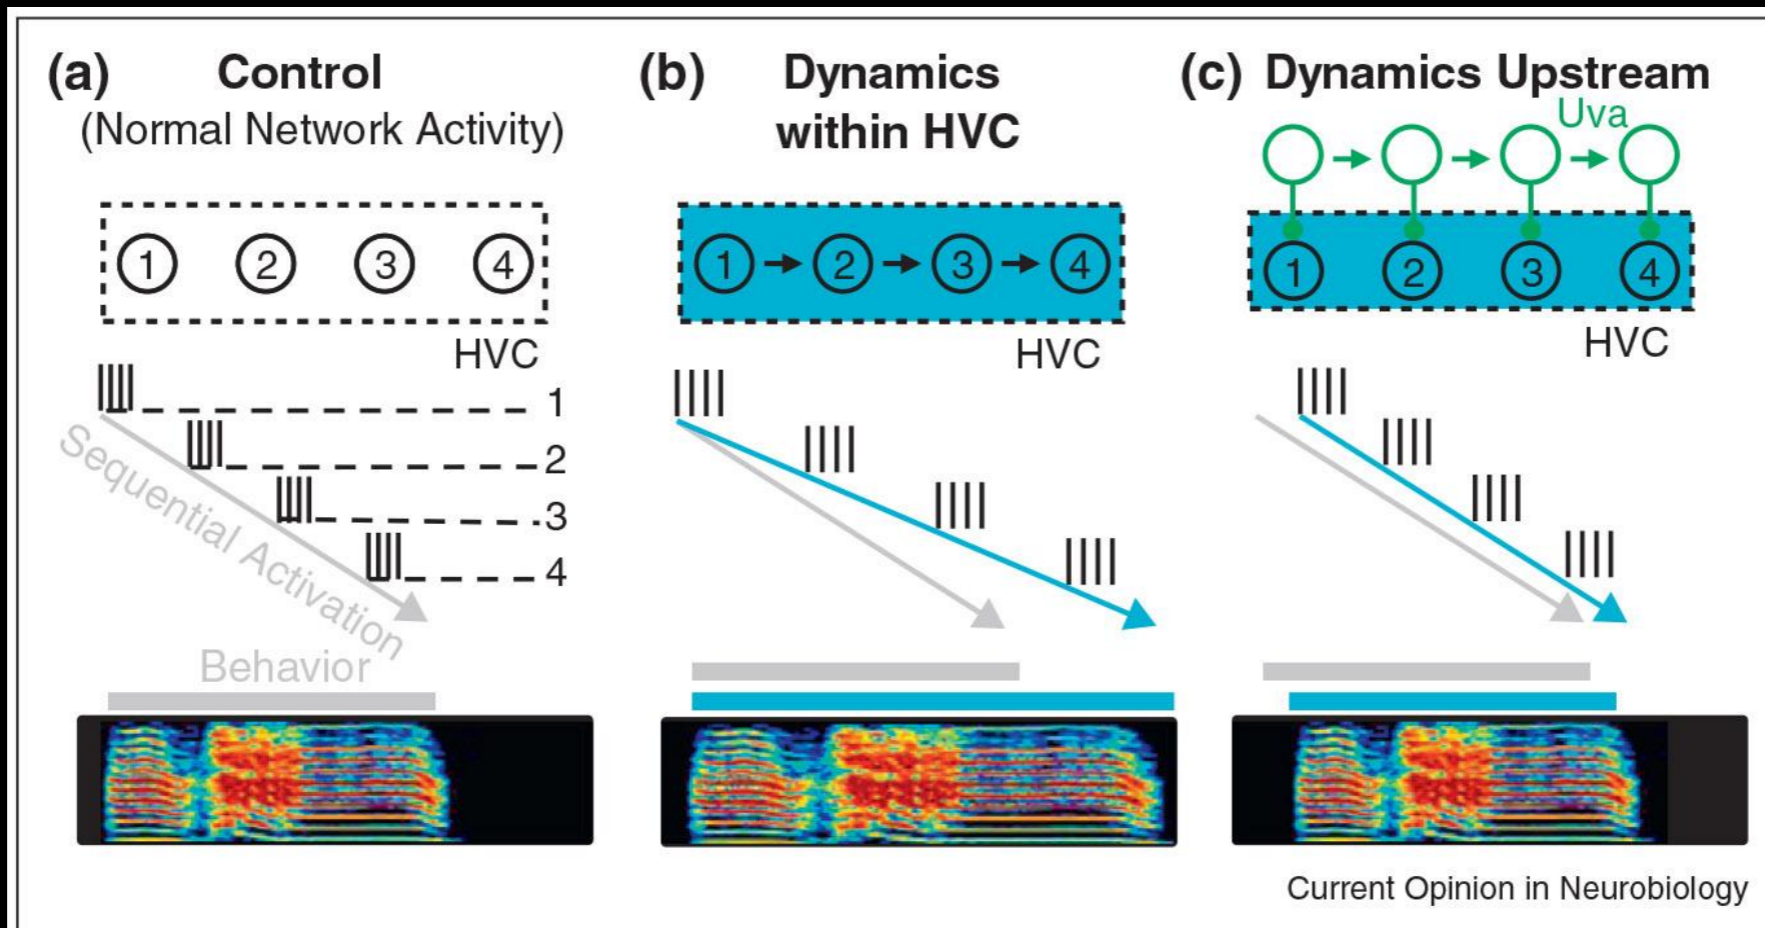 (a) Control
(Normal Network Activity)
1 2 3 4
HVC
1
2
3
4
Sequential Activation
Behavior
(b) Dynamics
within HVC
1 2 3 4
HVC
(c) Dynamics Upstream
Uva
1 2 3 4
HVC
Current Opinion in Neurobiology